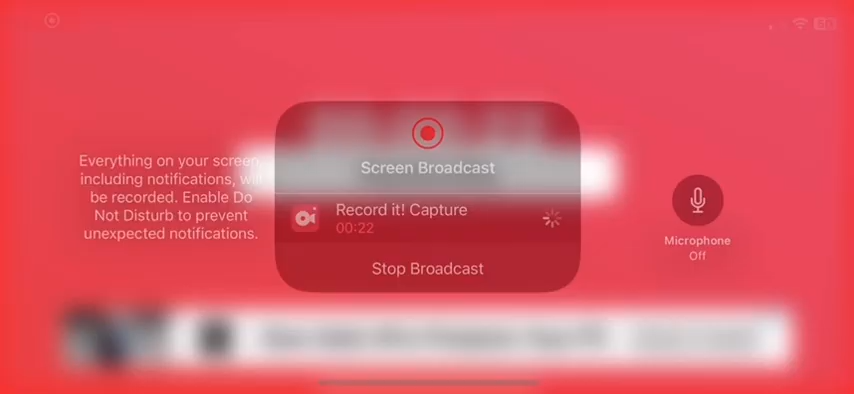 Everything on your screen,
including notifications, will
be recorded. Enable Do
Not Disturb to prevent
unexpected notifications.
Screen Broadcast
Record it! Capture
00:22
Stop Broadcast
Microphone
Off